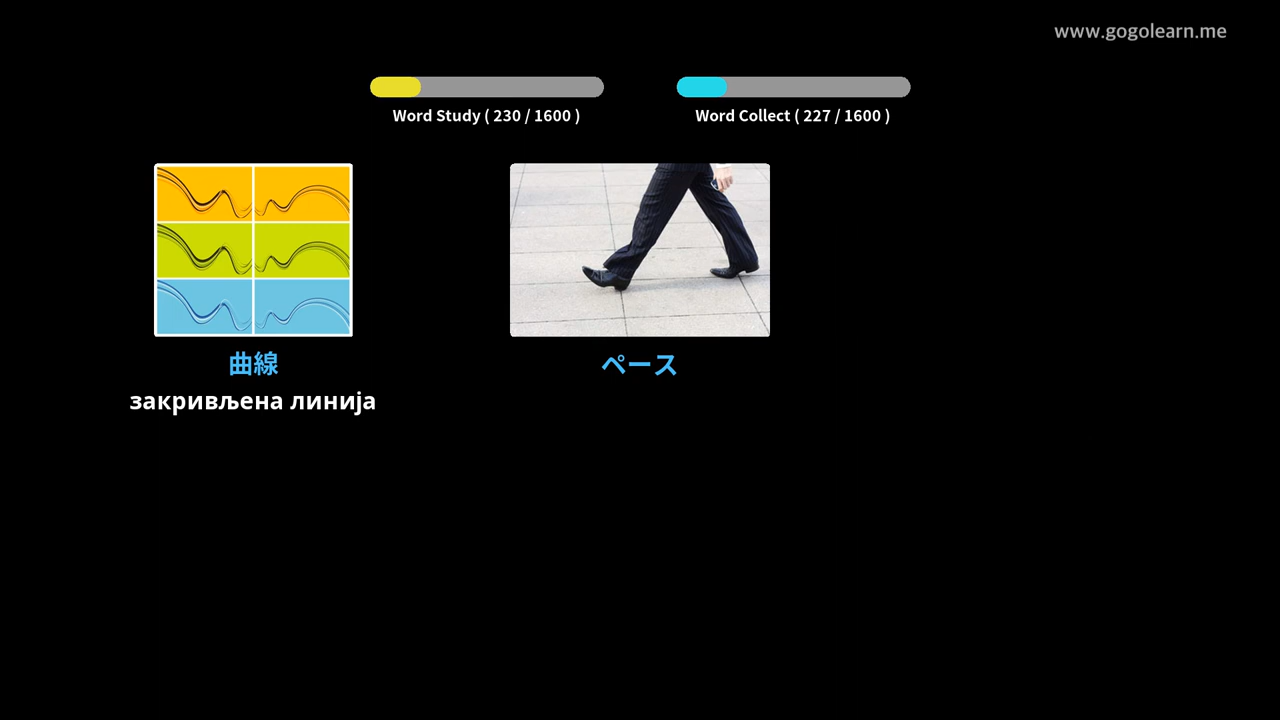 www.gogolearn.me
Word Study ( 230 / 1600 )
Word Collect ( 227 / 1600 )
曲線
закривљена линија
ペース